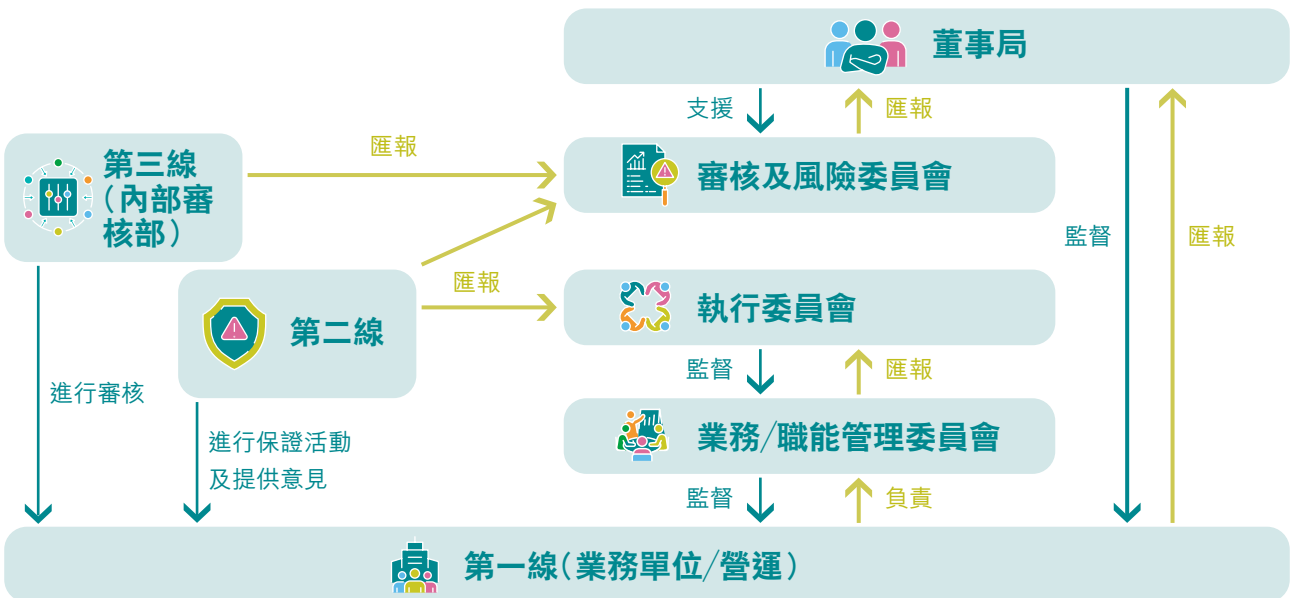 董事局
支援
匯報
匯報
第三線
（內部審
核部）
審核及風險委員會
監督
匯報
匯報
第二線
執行委員會
監督
匯報
進行審核
進行保證活動
及提供意見
業務/職能管理委員會
監督
負責
第一線（業務單位/營運）